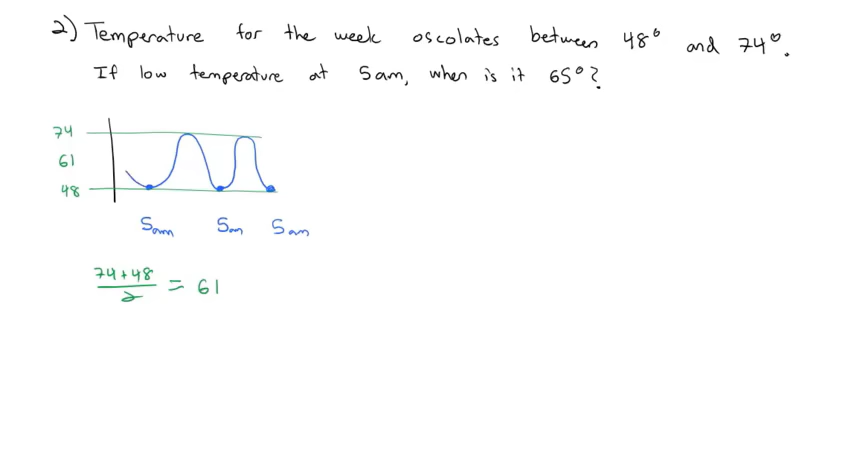 2) Temperature for the week oscolates between 48° and 74°.
If low temperature at 5am, when is it 65°?
74
61
48
5am 5am 5am
74+48
2
= 61